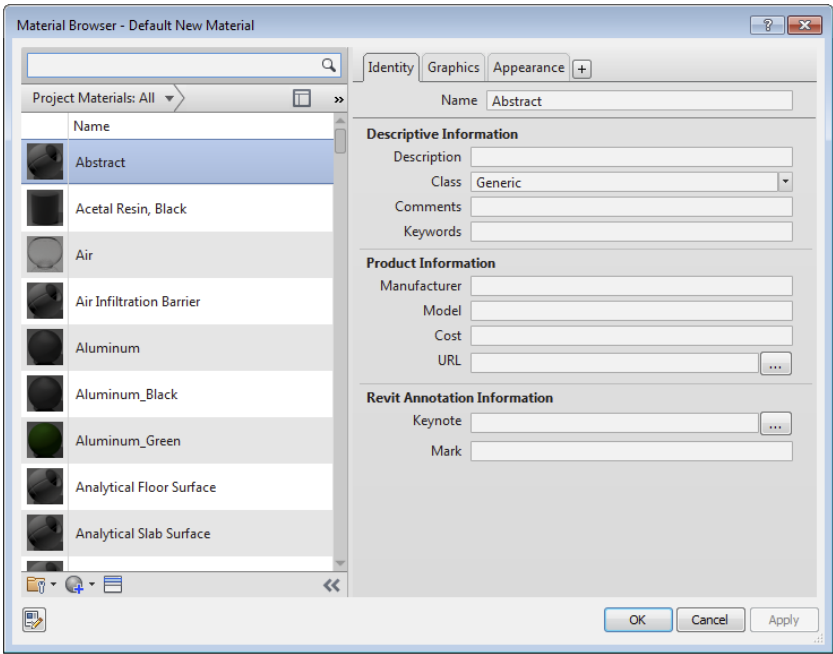 Material Browser - Default New Material
Identity Graphics Appearance +
Project Materials: All
Name Abstract
Name
Abstract
Acetal Resin, Black
Air
Air Infiltration Barrier
Aluminum
Aluminum_Black
Aluminum_Green
Analytical Floor Surface
Analytical Slab Surface
Descriptive Information
Description
Class Generic
Comments
Keywords
Product Information
Manufacturer
Model
Cost
URL ...
Revit Annotation Information
Keynote ...
Mark
OK Cancel Apply